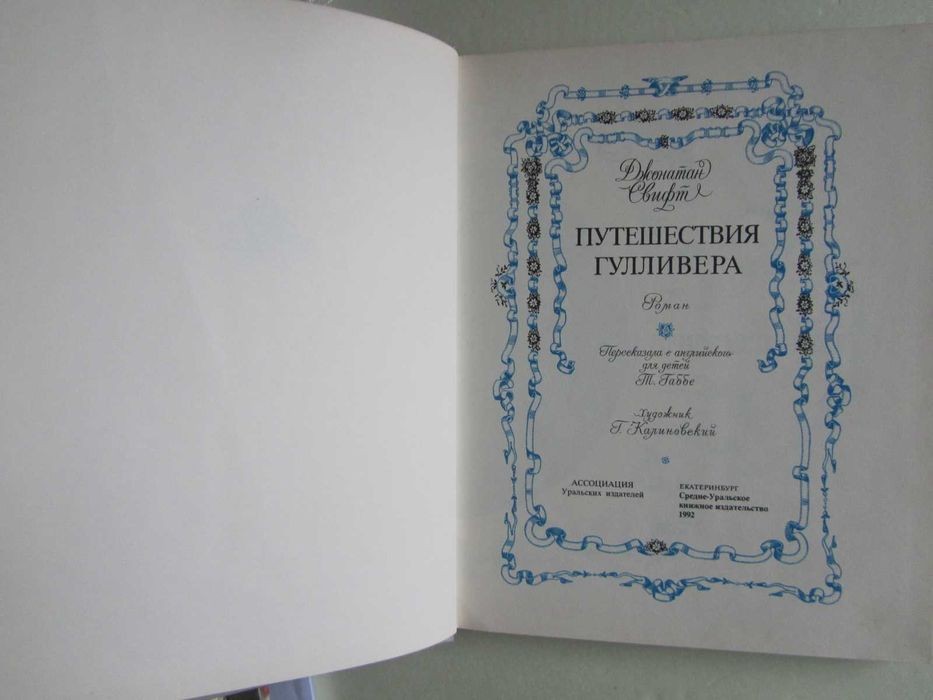 Джонатан
Свифт
ПУТЕШЕСТВИЯ
ГУЛЛИВЕРА
Роман
Пересказала с английского
для детей
Т. Габбе
Художник
Г. Калиновский
АССОЦИАЦИЯ
Уральских издателей
ЕКАТЕРИНБУРГ
Средне-Уральское
книжное издательство
1992